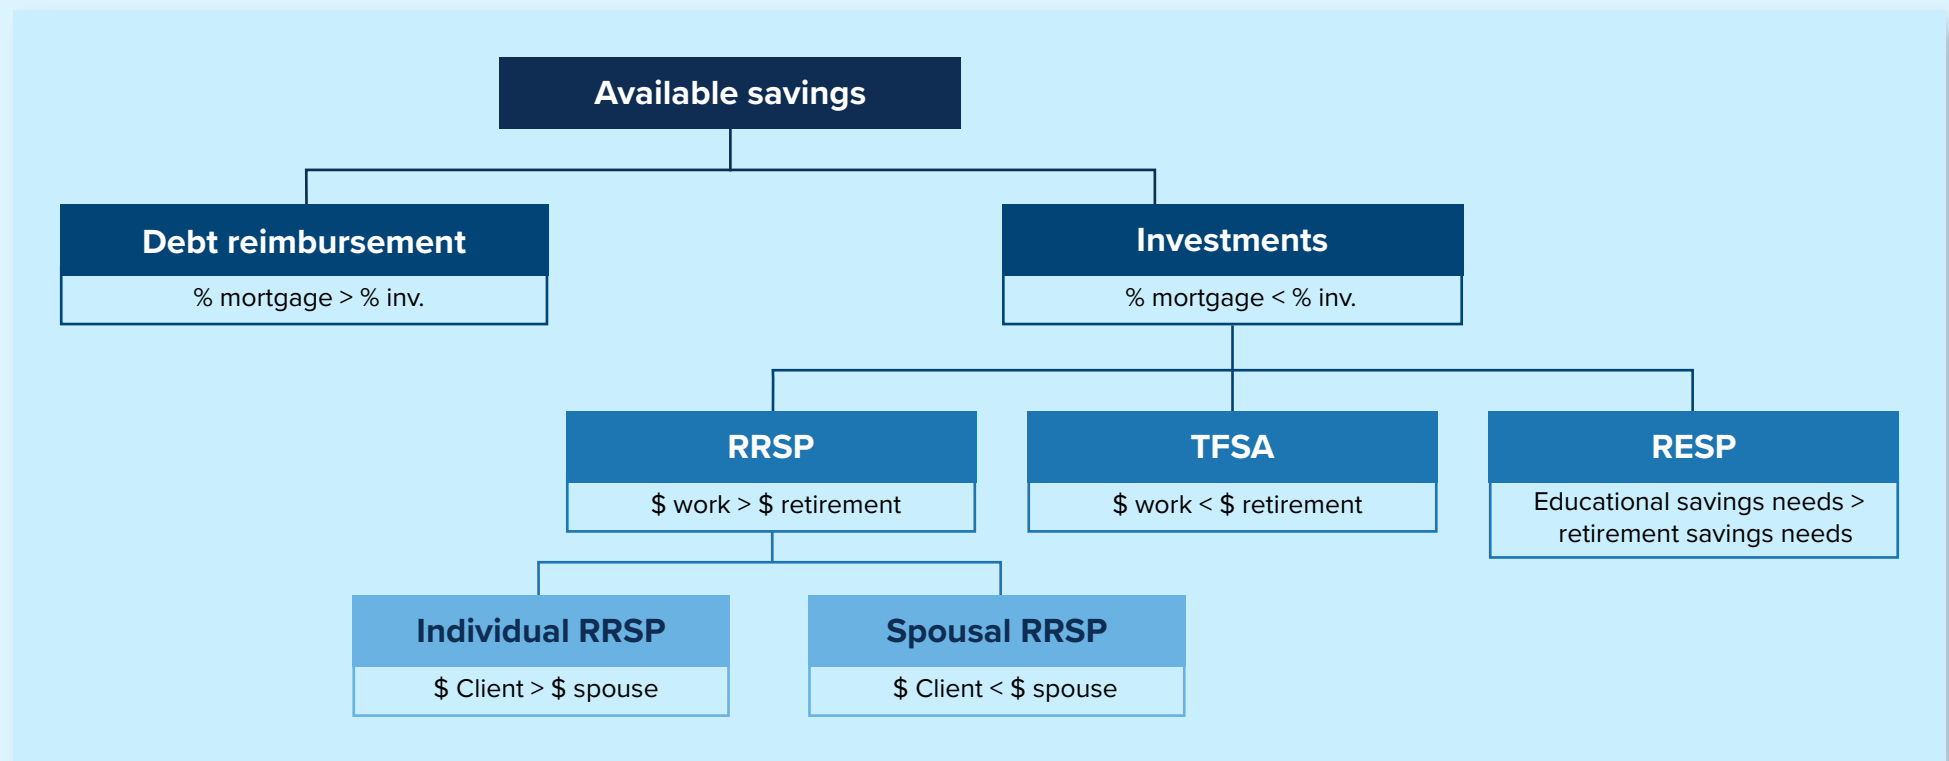 Available savings
Debt reimbursement
% mortgage > % inv.
Investments
% mortgage < % inv.
RRSP
$ work > $ retirement
TFSA
$ work < $ retirement
RESP
Educational savings needs >
retirement savings needs
Individual RRSP
$ Client > $ spouse
Spousal RRSP
$ Client < $ spouse